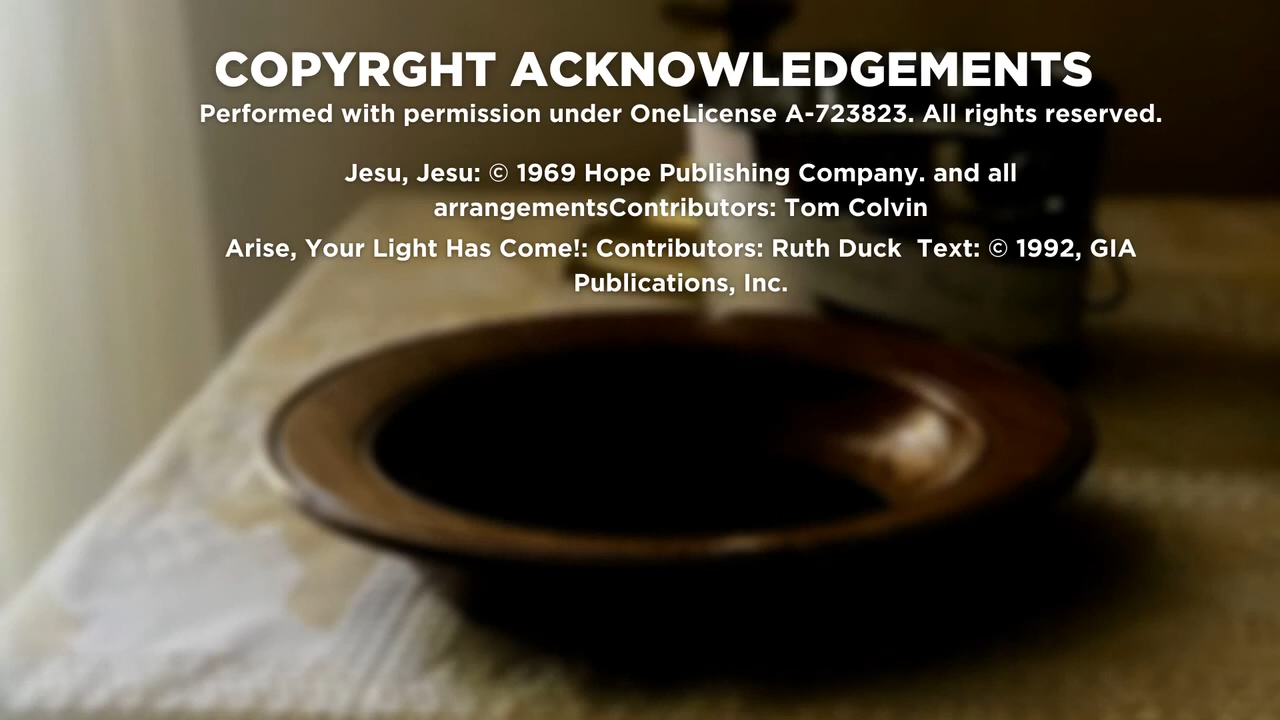 COPYRGHT ACKNOWLEDGEMENTS
Performed with permission under OneLicense A-723823. All rights reserved.
Jesu, Jesu: © 1969 Hope Publishing Company. and all
arrangementsContributors: Tom Colvin
Arise, Your Light Has Come!: Contributors: Ruth Duck  Text: © 1992, GIA
Publications, Inc.